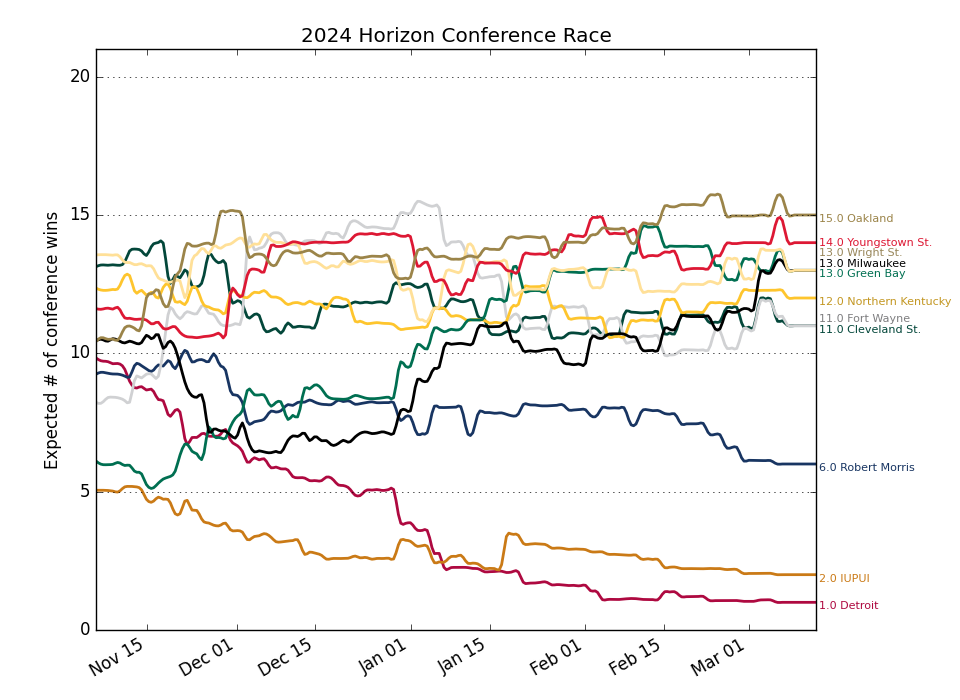 2024 Horizon Conference Race
Expected # of conference wins
20
15
10
5
0
15.0 Oakland
14.0 Youngstown St.
13.0 Wright St.
13.0 Milwaukee
13.0 Green Bay
12.0 Northern Kentucky
11.0 Fort Wayne
11.0 Cleveland St.
6.0 Robert Morris
2.0 IUPUI
1.0 Detroit
Nov 15
Dec 01
Dec 15
Jan 01
Jan 15
Feb 01
Feb 15
Mar 01